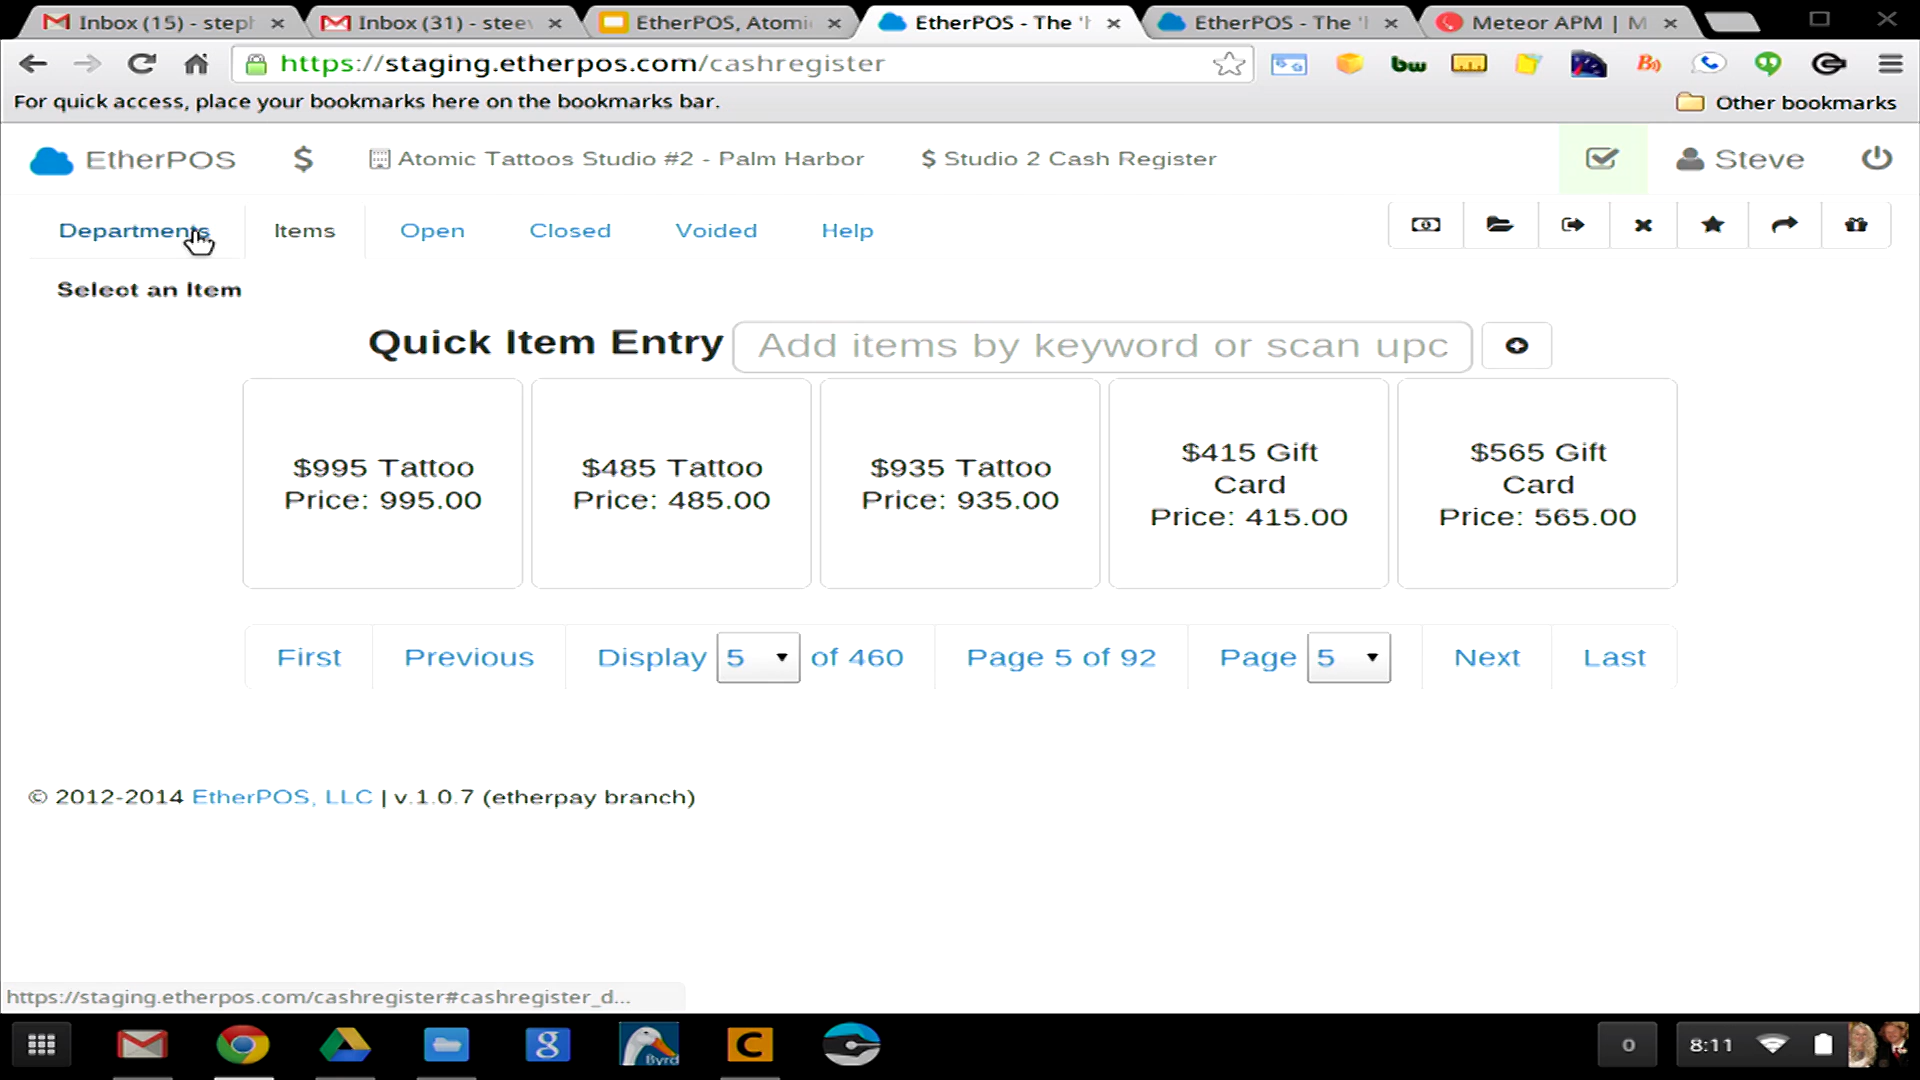 Inbox (15) - step
Inbox (31) - stee
EtherPOS, Atomi
EtherPOS - The '
EtherPOS - The '
Meteor APM | M
https://staging.etherpos.com/cashregister
bw
For quick access, place your bookmarks here on the bookmarks bar.
Other bookmarks
EtherPOS
$
Atomic Tattoos Studio #2 - Palm Harbor
$ Studio 2 Cash Register
Steve
Departments
Items
Open
Closed
Voided
Help
Select an Item
Quick Item Entry
Add items by keyword or scan upc
$995 Tattoo
Price: 995.00
$485 Tattoo
Price: 485.00
$935 Tattoo
Price: 935.00
$415 Gift
Card
Price: 415.00
$565 Gift
Card
Price: 565.00
First
Previous
Display 5 of 460
Page 5 of 92
Page 5
Next
Last
© 2012-2014 EtherPOS, LLC | v.1.0.7 (etherpay branch)
https://staging.etherpos.com/cashregister#cashregister_d...
g
Byrd
C
0
8:11